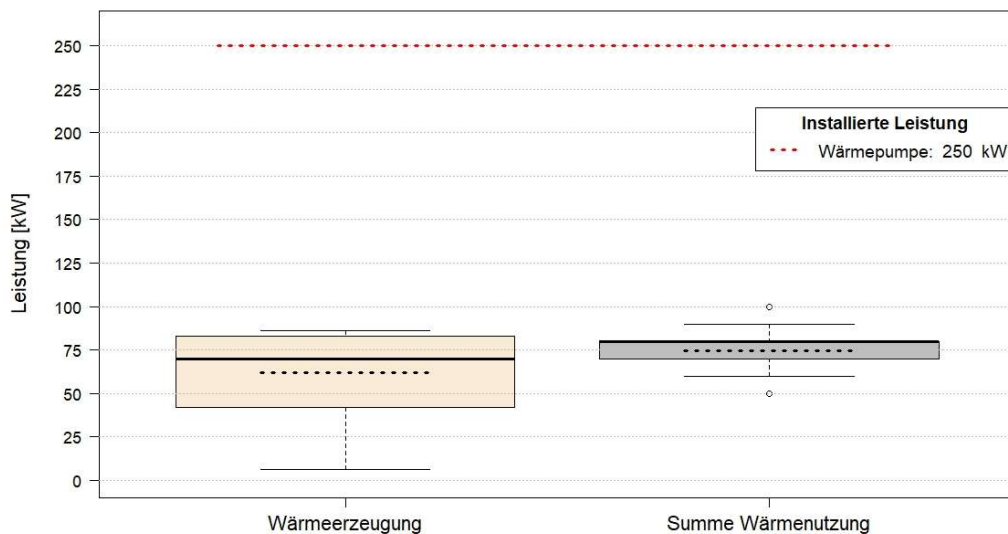 Leistung [kW]
250
225
200
175
150
125
100
75
50
25
0
Installierte Leistung
Wärmepumpe: 250 kW
Wärmeerzeugung
Summe Wärmenutzung